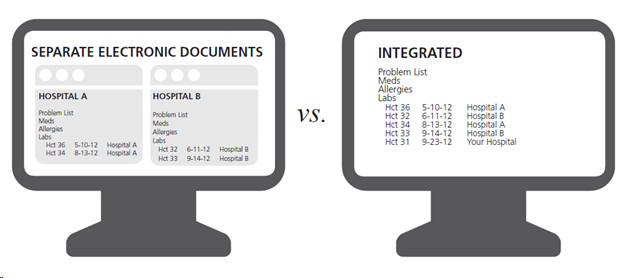 SEPARATE ELECTRONIC DOCUMENTS
HOSPITAL A
Problem List
Meds
Allergies
Labs
Hct 36 5-10-12 Hospital A
Hct 34 8-13-12 Hospital A
HOSPITAL B
Problem List
Meds
Allergies
Labs
Hct 32 6-11-12 Hospital B
Hct 33 9-14-12 Hospital B
vs.
INTEGRATED
Problem List
Meds
Allergies
Labs
Hct 36 5-10-12 Hospital A
Hct 32 6-11-12 Hospital B
Hct 34 8-13-12 Hospital A
Hct 33 9-14-12 Hospital B
Hct 31 9-23-12 Your Hospital